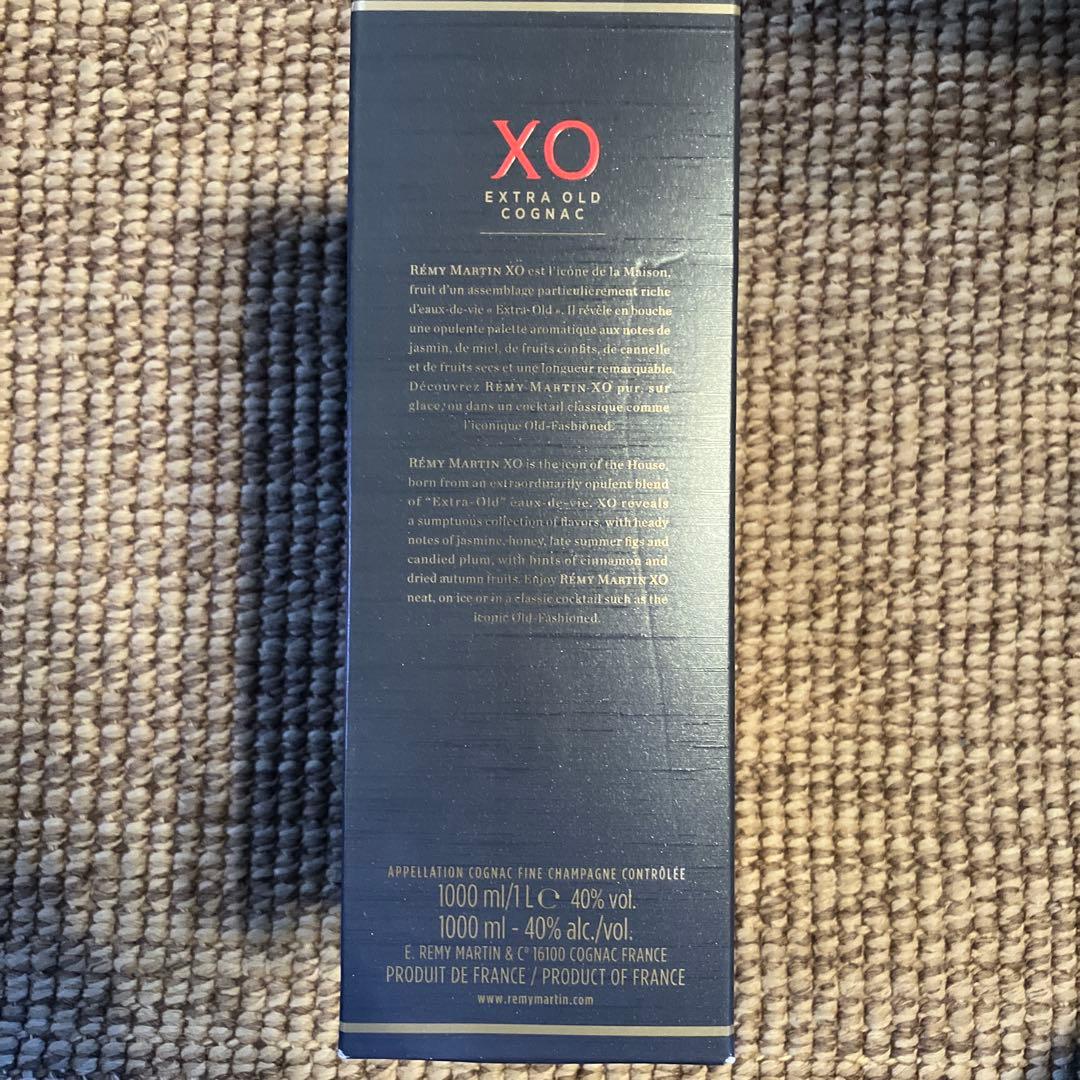 XO
EXTRA OLD
COGNAC
RÉMY MARTIN XO est l'icône de la Maison,
fruit d'un assemblage particulièrement riche
d'eaux-de-vie « Extra-Old ». Il révèle en bouche
une opulente palette aromatique aux notes de
jasmin, de miel, de fruits confits, de cannelle
et de fruits secs et une longueur remarquable.
Découvrez RÉMY MARTIN XO pur, sur
glace, ou dans un cocktail classique comme
l'iconique Old-Fashioned.
RÉMY MARTIN XO is the icon of the House,
born from an extraordinarily opulent blend
of “Extra-Old” eaux-de-vie. XO reveals
a sumptuous collection of flavors, with heady
notes of jasmine, honey, late summer figs and
candied plum, with hints of cinnamon and
dried autumn fruits. Enjoy RÉMY MARTIN XO
neat, on ice or in a classic cocktail such as the
iconic Old-Fashioned.
APPELLATION COGNAC FINE CHAMPAGNE CONTRÔLÉE
1000 ml/1 L ℮ 40% vol.
1000 ml - 40% alc./vol.
E. REMY MARTIN & C° 16100 COGNAC FRANCE
PRODUIT DE FRANCE / PRODUCT OF FRANCE
www.remymartin.com